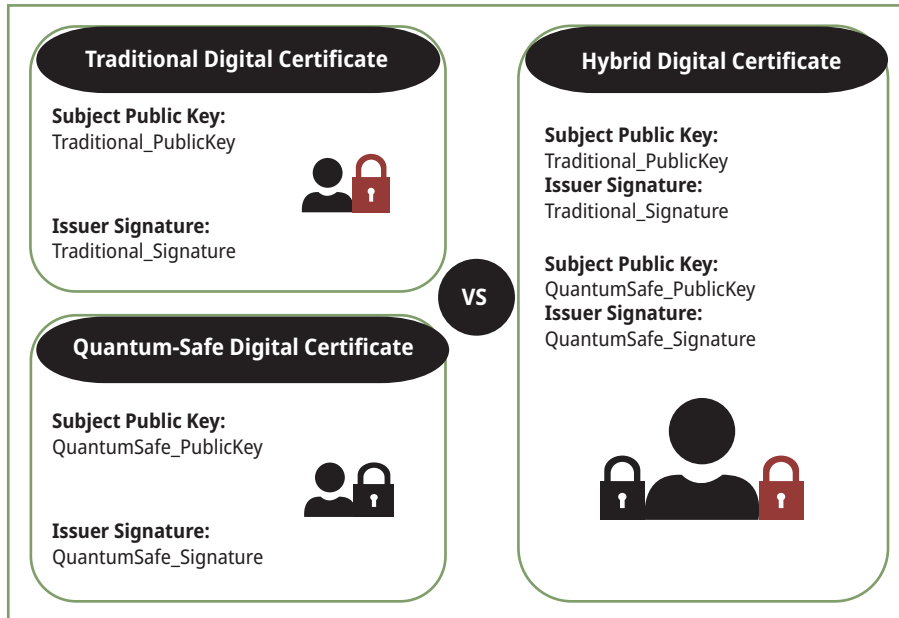 Traditional Digital Certificate
Subject Public Key:
Traditional_PublicKey
Issuer Signature:
Traditional_Signature
Quantum-Safe Digital Certificate
Subject Public Key:
QuantumSafe_PublicKey
Issuer Signature:
QuantumSafe_Signature
VS
Hybrid Digital Certificate
Subject Public Key:
Traditional_PublicKey
Issuer Signature:
Traditional_Signature
Subject Public Key:
QuantumSafe_PublicKey
Issuer Signature:
QuantumSafe_Signature